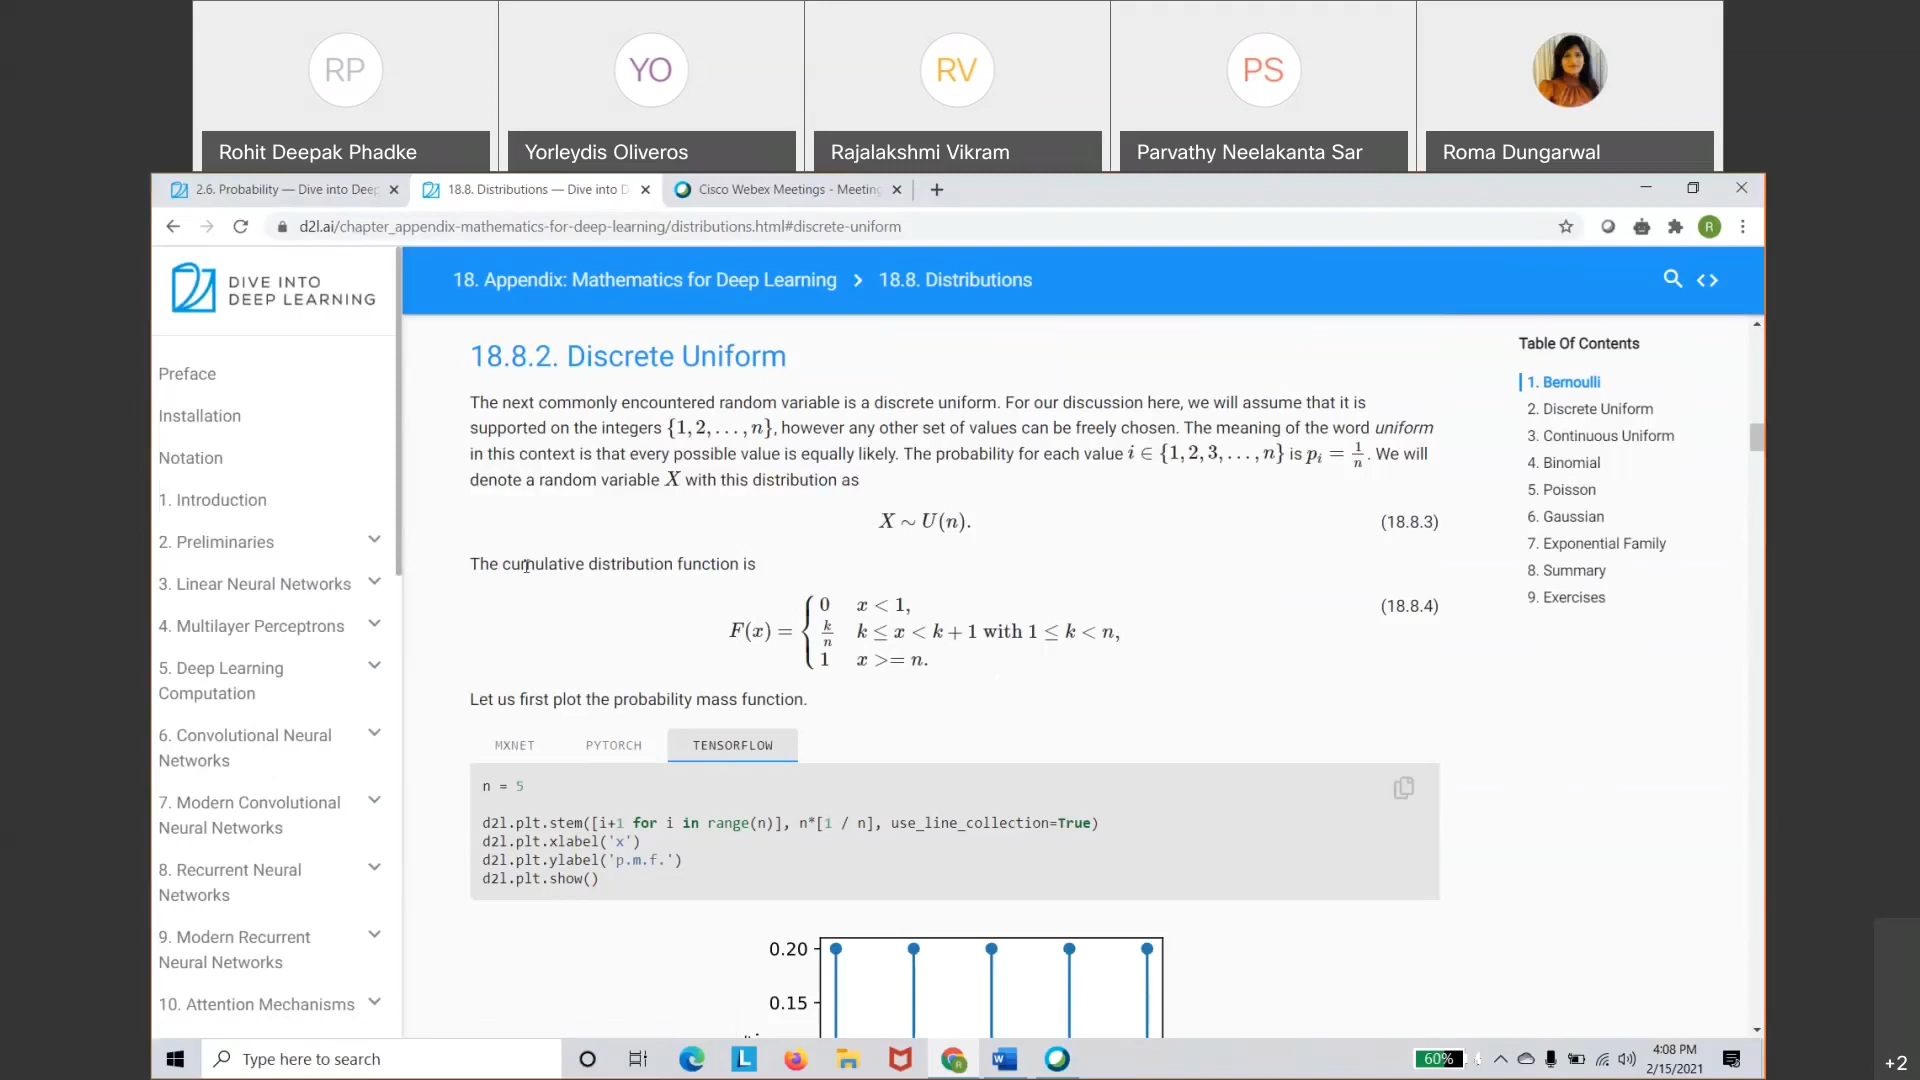 RP
YO
RV
PS
Rohit Deepak Phadke
Yorleydis Oliveros
Rajalakshmi Vikram
Parvathy Neelakanta Sar
Roma Dungarwal
2.6. Probability — Dive into Deep
18.8. Distributions — Dive into D
Cisco Webex Meetings - Meeting
d2l.ai/chapter_appendix-mathematics-for-deep-learning/distributions.html#discrete-uniform
R
DIVE INTO
DEEP LEARNING
18. Appendix: Mathematics for Deep Learning > 18.8. Distributions
Preface
Installation
Notation
1. Introduction
2. Preliminaries
3. Linear Neural Networks
4. Multilayer Perceptrons
5. Deep Learning
Computation
6. Convolutional Neural
Networks
7. Modern Convolutional
Neural Networks
8. Recurrent Neural
Networks
9. Modern Recurrent
Neural Networks
10. Attention Mechanisms
18.8.2. Discrete Uniform
The next commonly encountered random variable is a discrete uniform. For our discussion here, we will assume that it is
supported on the integers {1, 2, . . . , n}, however any other set of values can be freely chosen. The meaning of the word uniform
in this context is that every possible value is equally likely. The probability for each value i ∈ {1, 2, 3, . . . , n} is pᵢ = 1/n. We will
denote a random variable X with this distribution as
X ∼ U(n). (18.8.3)
The cumulative distribution function is
F(x) = { 0 x < 1, (18.8.4)
k/n k ≤ x < k + 1 with 1 ≤ k < n,
1 x >= n.
Let us first plot the probability mass function.
MXNET PYTORCH TENSORFLOW
n = 5
d2l.plt.stem([i+1 for i in range(n)], n*[1 / n], use_line_collection=True)
d2l.plt.xlabel('x')
d2l.plt.ylabel('p.m.f.')
d2l.plt.show()
0.20
0.15
Table Of Contents
1. Bernoulli
2. Discrete Uniform
3. Continuous Uniform
4. Binomial
5. Poisson
6. Gaussian
7. Exponential Family
8. Summary
9. Exercises
Type here to search
L
W
60%
4:08 PM
2/15/2021
+2